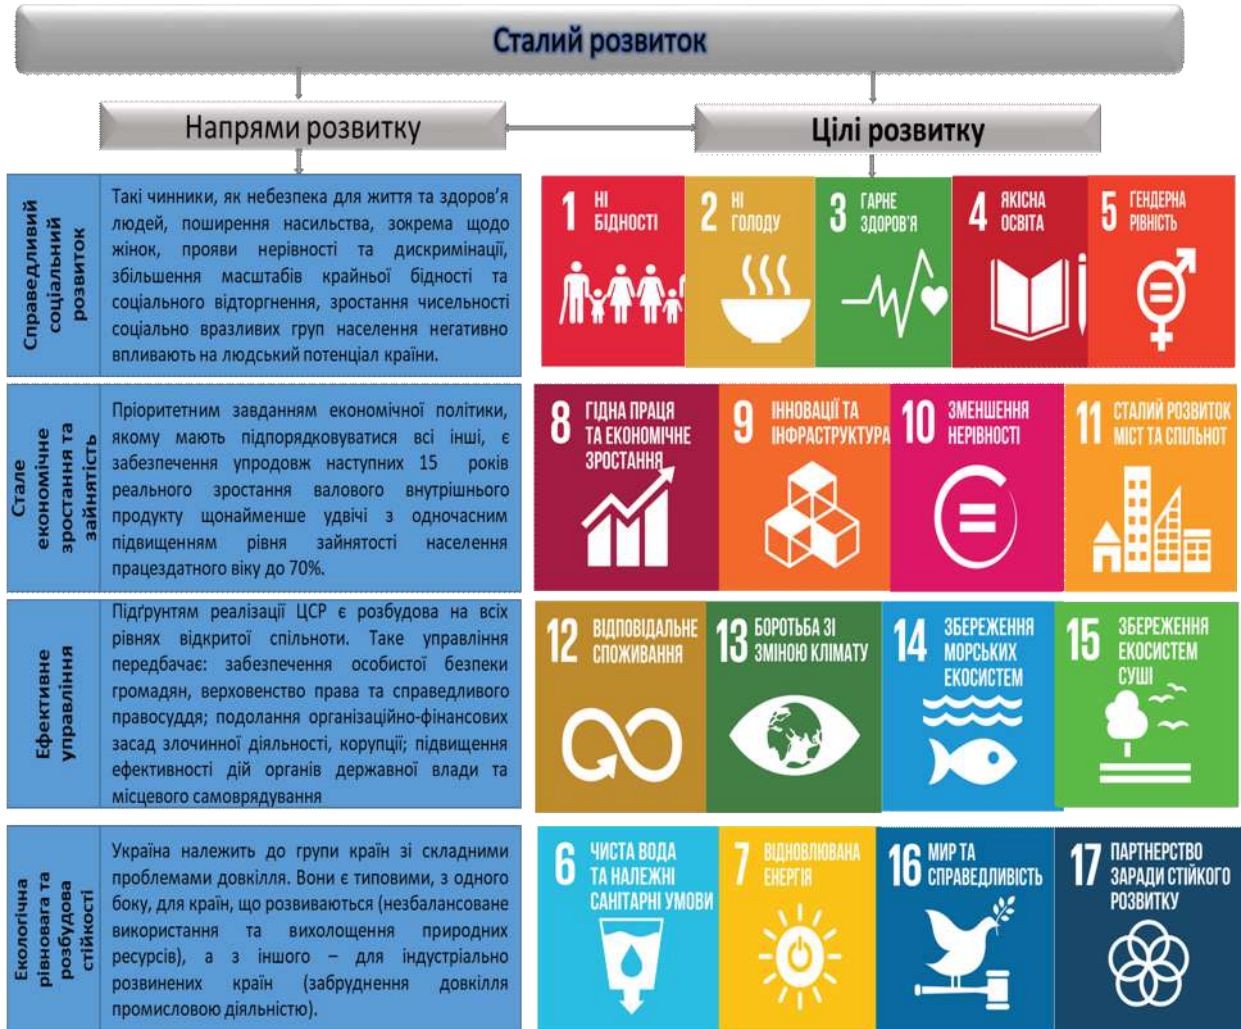 Сталий розвиток
Напрями розвитку
Цілі розвитку
Справедливий
соціальний
розвиток
Такі чинники, як небезпека для життя та здоров’я
людей, поширення насильства, зокрема щодо
жінок, прояви нерівності та дискримінації,
збільшення масштабів крайньої бідності та
соціального відторгнення, зростання чисельності
соціально вразливих груп населення негативно
впливають на людський потенціал країни.
1 НІ
БІДНОСТІ
2 НІ
ГОЛОДУ
3 ГАРНЕ
ЗДОРОВ'Я
4 ЯКІСНА
ОСВІТА
5 ҐЕНДЕРНА
РІВНІСТЬ
Стале
економічне
зростання та
зайнятість
Пріоритетним завданням економічної політики,
якому мають підпорядковуватися всі інші, є
забезпечення упродовж наступних 15 років
реального зростання валового внутрішнього
продукту щонайменше удвічі з одночасним
підвищенням рівня зайнятості населення
працездатного віку до 70%.
8 ГІДНА ПРАЦЯ
ТА ЕКОНОМІЧНЕ
ЗРОСТАННЯ
9 ІННОВАЦІЇ ТА
ІНФРАСТРУКТУРА
10 ЗМЕНШЕННЯ
НЕРІВНОСТІ
11 СТАЛИЙ РОЗВИТОК
МІСТ ТА СПІЛЬНОТ
Ефективне
управління
Підґрунтям реалізації ЦСР є розбудова на всіх
рівнях відкритої спільноти. Таке управління
передбачає: забезпечення особистої безпеки
громадян, верховенство права та справедливого
правосуддя; подолання організаційно-фінансових
засад злочинної діяльності, корупції; підвищення
ефективності дій органів державної влади та
місцевого самоврядування
12 ВІДПОВІДАЛЬНЕ
СПОЖИВАННЯ
13 БОРОТЬБА ЗІ
ЗМІНОЮ КЛІМАТУ
14 ЗБЕРЕЖЕННЯ
МОРСЬКИХ
ЕКОСИСТЕМ
15 ЗБЕРЕЖЕННЯ
ЕКОСИСТЕМ
СУШІ
Екологічна
рівновага та
розбудова
стійкості
Україна належить до групи країн зі складними
проблемами довкілля. Вони є типовими, з одного
боку, для країн, що розвиваються (незбалансоване
використання та вихолощення природних
ресурсів), а з іншого – для індустріально
розвинених країн (забруднення довкілля
промисловою діяльністю).
6 ЧИСТА ВОДА
ТА НАЛЕЖНІ
САНІТАРНІ УМОВИ
7 ВІДНОВЛЮВАНА
ЕНЕРГІЯ
16 МИР ТА
СПРАВЕДЛИВІСТЬ
17 ПАРТНЕРСТВО
ЗАРАДИ СТІЙКОГО
РОЗВИТКУ